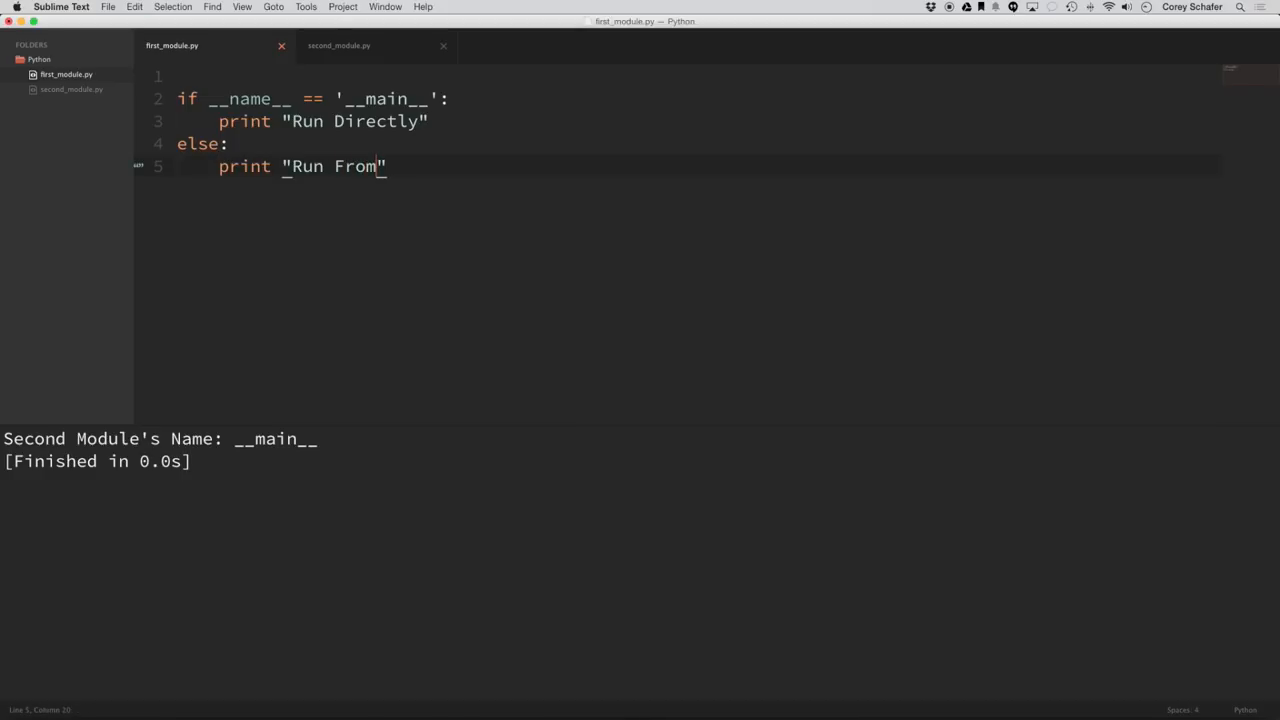 Sublime Text File Edit Selection Find View Goto Tools Project Window Help Corey Schafer
first_module.py — Python
FOLDERS
Python
first_module.py
second_module.py
first_module.py second_module.py
1
2 if __name__ == '__main__':
3 print "Run Directly"
4 else:
5 print "Run From"
Second Module's Name: __main__
[Finished in 0.0s]
Line 5, Column 20 Spaces: 4 Python